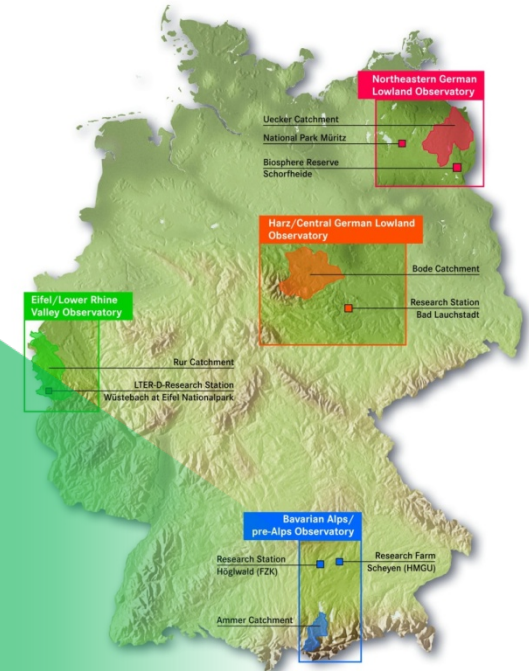 Northeastern German
Lowland Observatory
Uecker Catchment
National Park Müritz
Biosphere Reserve
Schorfheide
Harz/Central German Lowland
Observatory
Bode Catchment
Research Station
Bad Lauchstadt
Eifel/Lower Rhine
Valley Observatory
Rur Catchment
LTER-D-Research Station
Wüstebach at Eifel Nationalpark
Bavarian Alps/
pre-Alps Observatory
Research Station
Höglwald (FZK)
Research Farm
Scheyen (HMGU)
Ammer Catchment